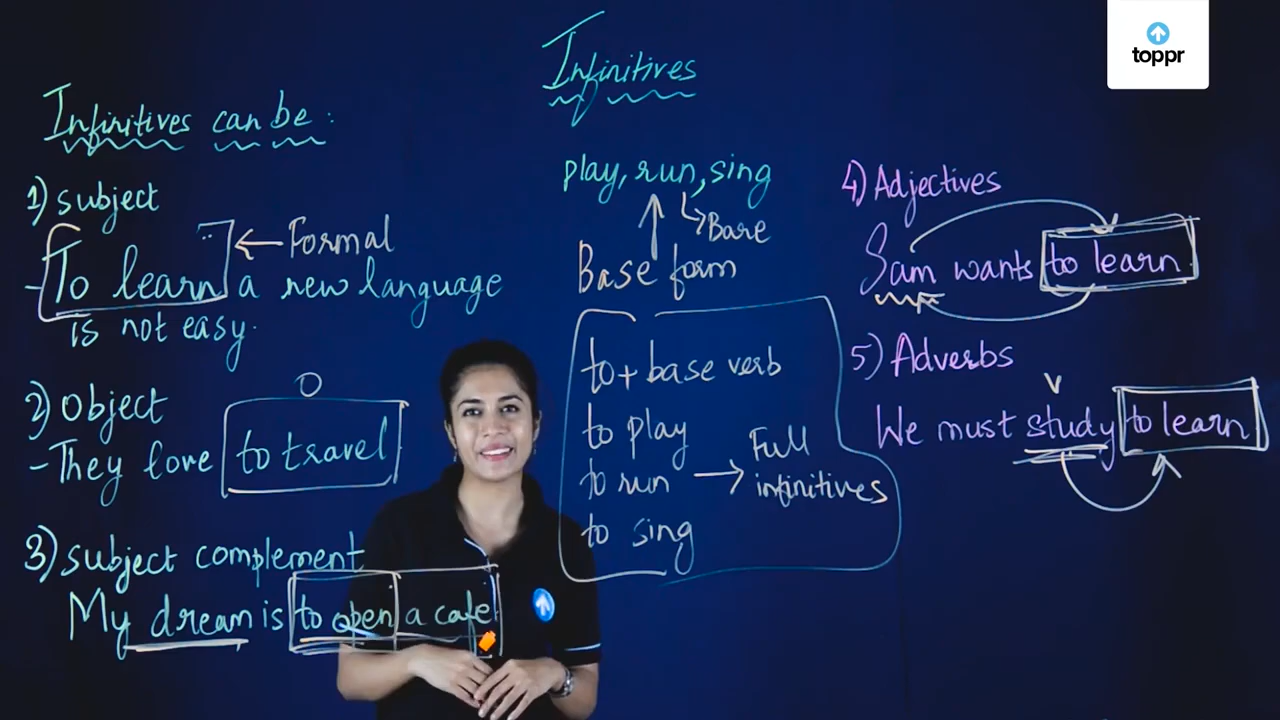 Infinitives
Infinitives can be:
1) subject
- To learn a new language
is not easy.
Formal
2) Object
O
- They love to travel
3) subject complement
My dream is to open a cafe
play, run, sing
Bare
Base form
to + base verb
to play
to run
to sing
Full
infinitives
4) Adjectives
Sam wants to learn
5) Adverbs
V
We must study to learn
toppr